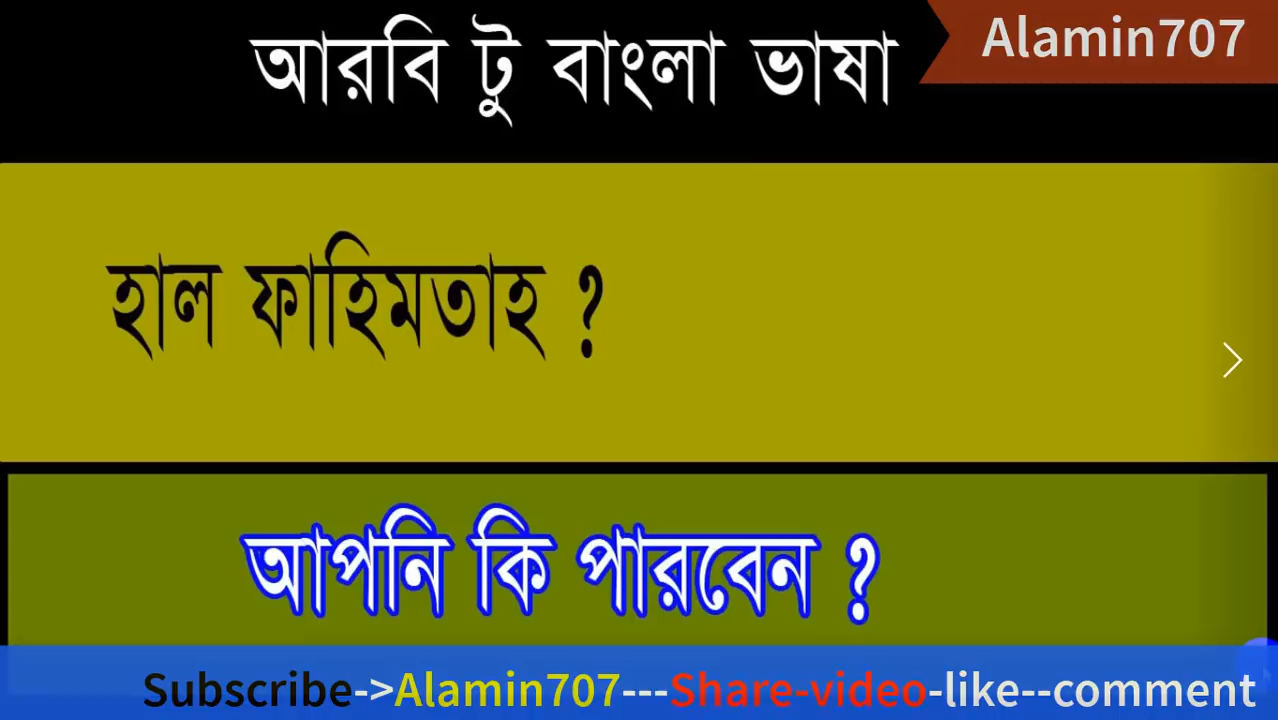 আরবি টু বাংলা ভাষা
Alamin707
হাল ফাহিমতাহ ?
আপনি কি পারবেন ?
Subscribe->Alamin707---Share-video-like--comment